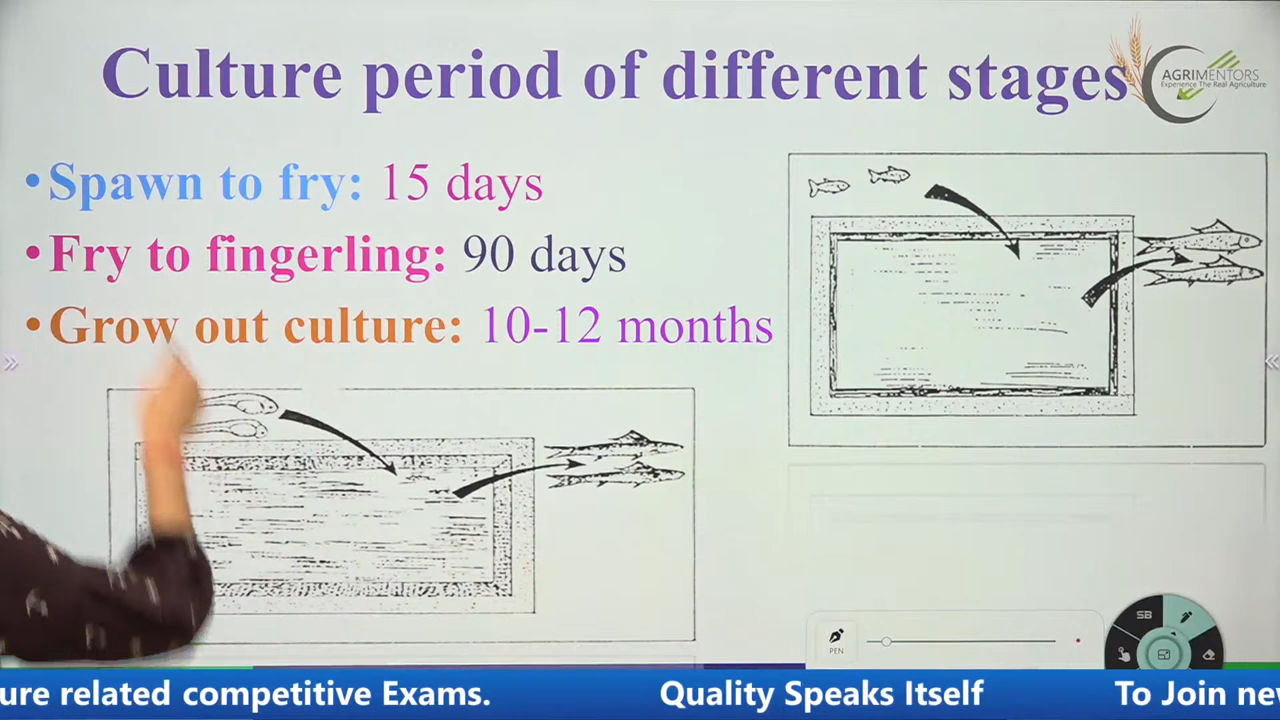 Culture period of different stages
AGRIMENTORS
Experience The Real Agriculture
•Spawn to fry: 15 days
•Fry to fingerling: 90 days
•Grow out culture: 10-12 months
SB
PEN
ure related competitive Exams. Quality Speaks Itself To Join new